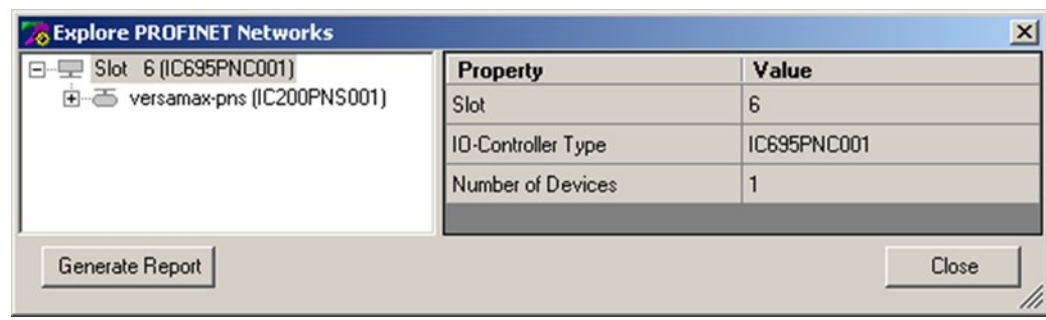 Explore PROFINET Networks
Slot 6 (IC695PNC001)
versamax-pns (IC200PNS001)
Property Value
Slot 6
IO-Controller Type IC695PNC001
Number of Devices 1
Generate Report Close